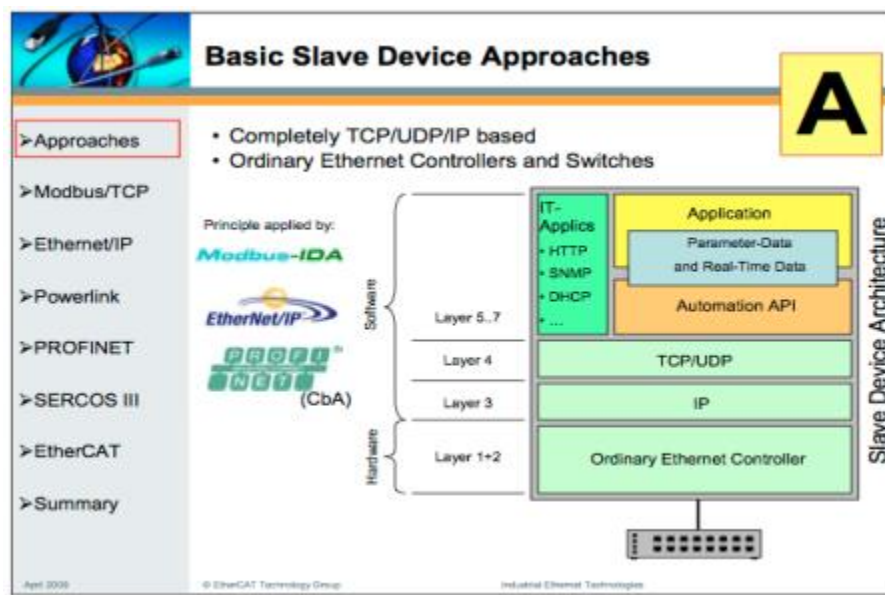 Basic Slave Device Approaches
A
➢Approaches
➢Modbus/TCP
➢Ethernet/IP
➢Powerlink
➢PROFINET
➢SERCOS III
➢EtherCAT
➢Summary
• Completely TCP/UDP/IP based
• Ordinary Ethernet Controllers and Switches
Principle applied by:
Modbus-IDA
EtherNet/IP
PROFI
NET
(CbA)
Software
Hardware
Layer 5..7
Layer 4
Layer 3
Layer 1+2
IT-
Applics
• HTTP
• SNMP
• DHCP
• ...
Application
Parameter-Data
and Real-Time Data
Automation API
TCP/UDP
IP
Ordinary Ethernet Controller
Slave Device Architecture
© EtherCAT Technology Group
Industrial Ethernet Technologies